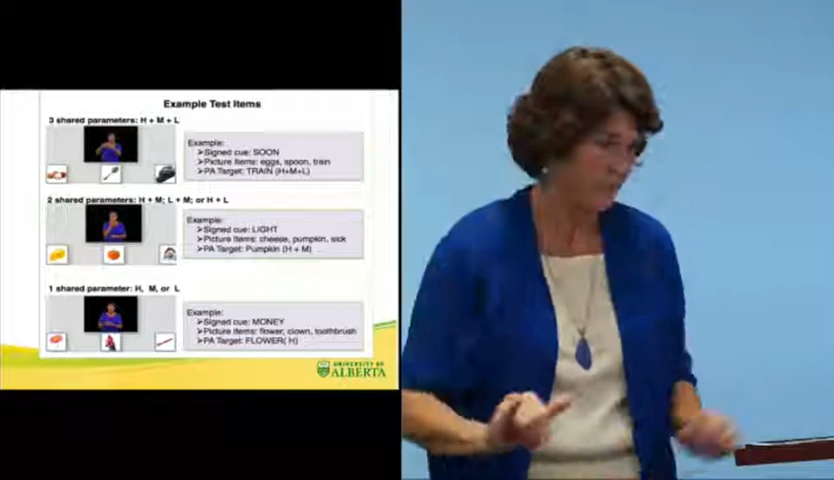 Example Test Items
3 shared parameters: H + M + L
Example:
➢Signed cue: SOON
➢Picture items: eggs, spoon, train
➢PA Target: TRAIN (H+M+L)
2 shared parameters: H + M; L + M; or H + L
Example:
➢Signed cue: LIGHT
➢Picture items: cheese, pumpkin, sick
➢PA Target: Pumpkin (H + M)
1 shared parameter: H, M, or L
Example:
➢Signed cue: MONEY
➢Picture items: flower, clown, toothbrush
➢PA Target: FLOWER( H)
UNIVERSITY OF
ALBERTA